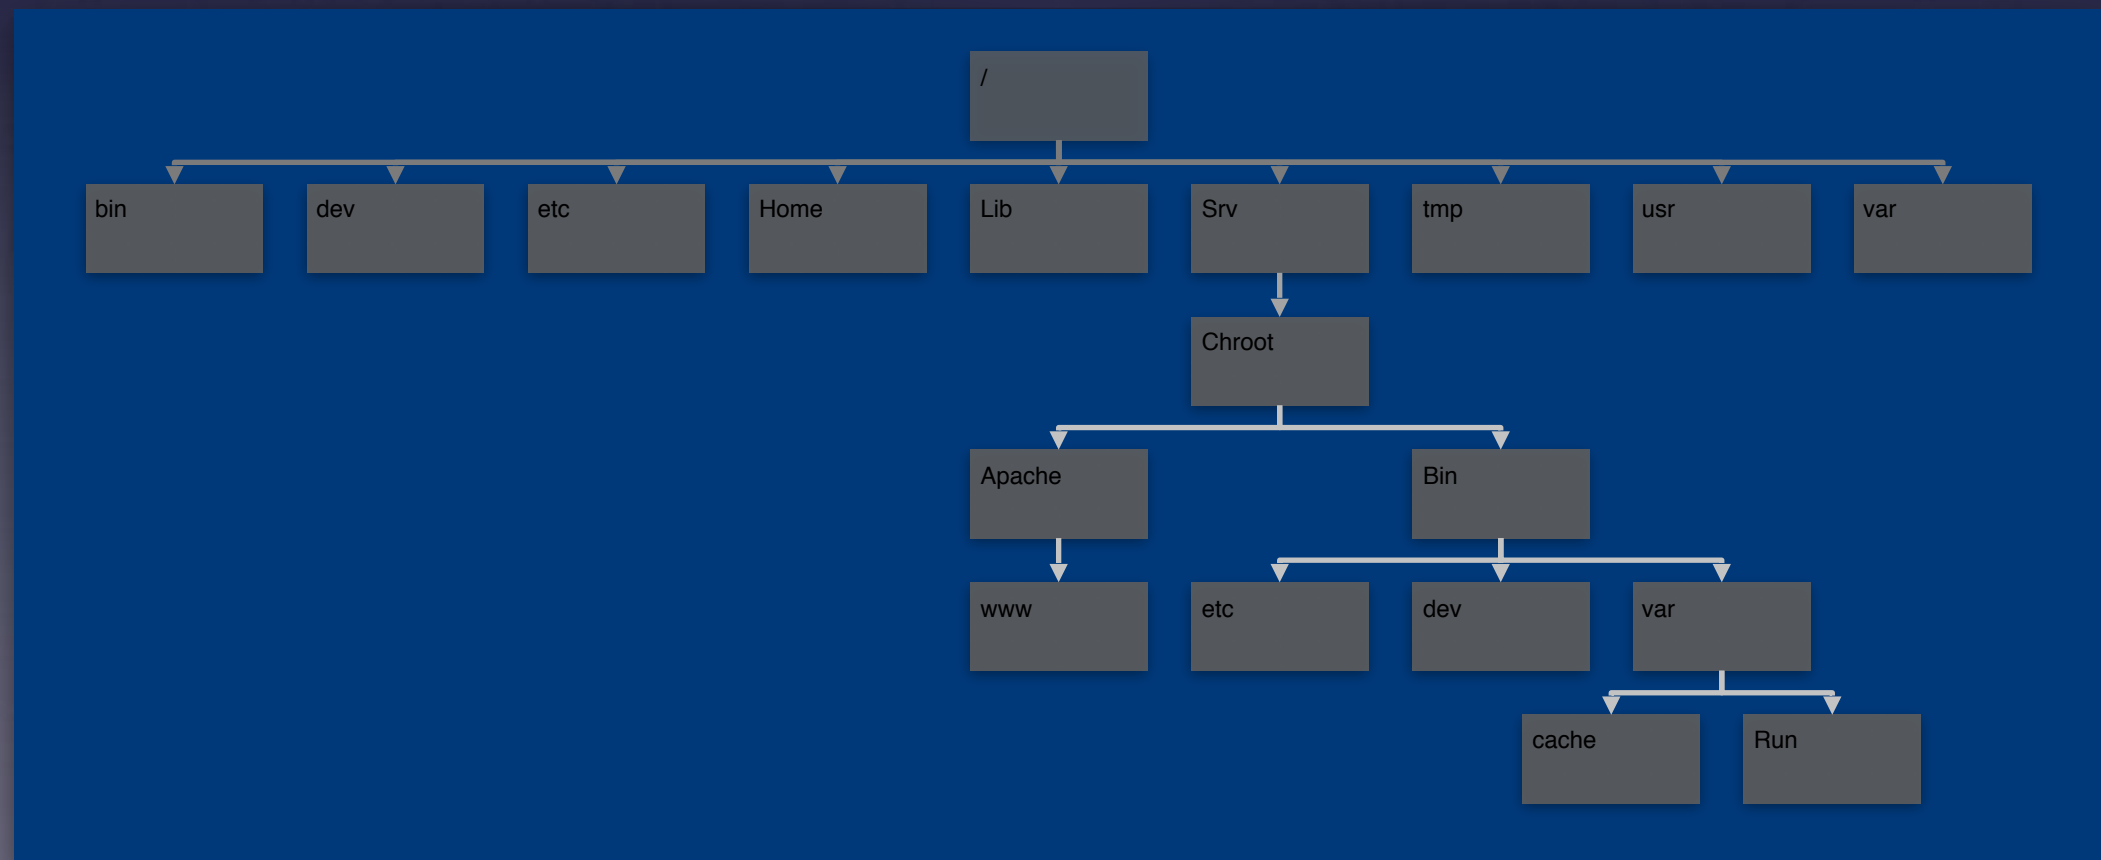 /
bin
dev
etc
Home
Lib
Srv
tmp
usr
var
Chroot
Apache
Bin
www
etc
dev
var
cache
Run